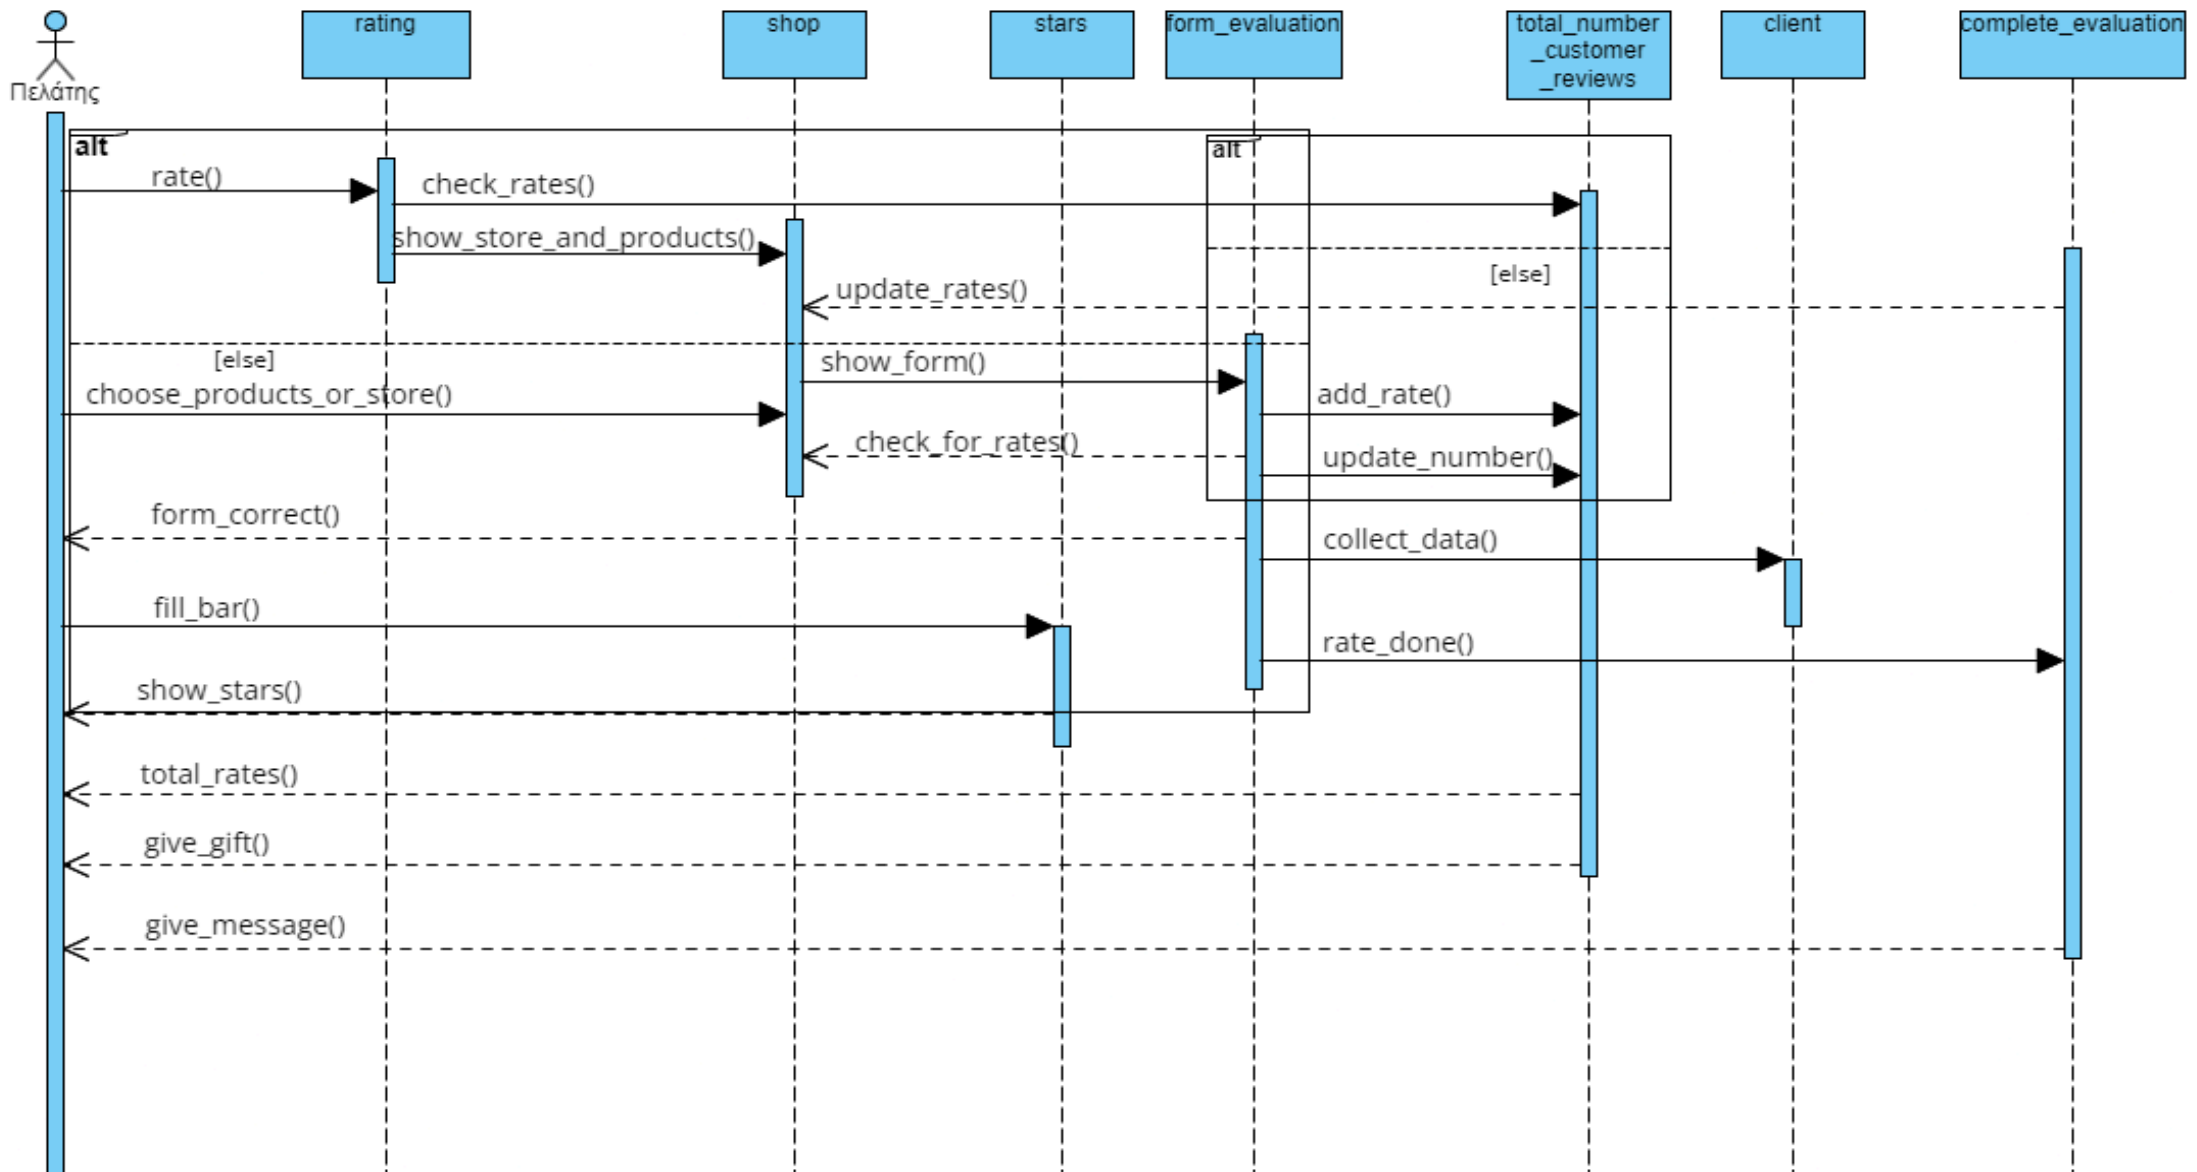 rating
shop
stars
form_evaluation
total_number
_customer
_reviews
client
complete_evaluation
Πελάτης
alt
alt
rate()
check_rates()
show_store_and_products()
[else]
update_rates()
[else]
show_form()
choose_products_or_store()
add_rate()
check_for_rates()
update_number()
form_correct()
collect_data()
fill_bar()
rate_done()
show_stars()
total_rates()
give_gift()
give_message()